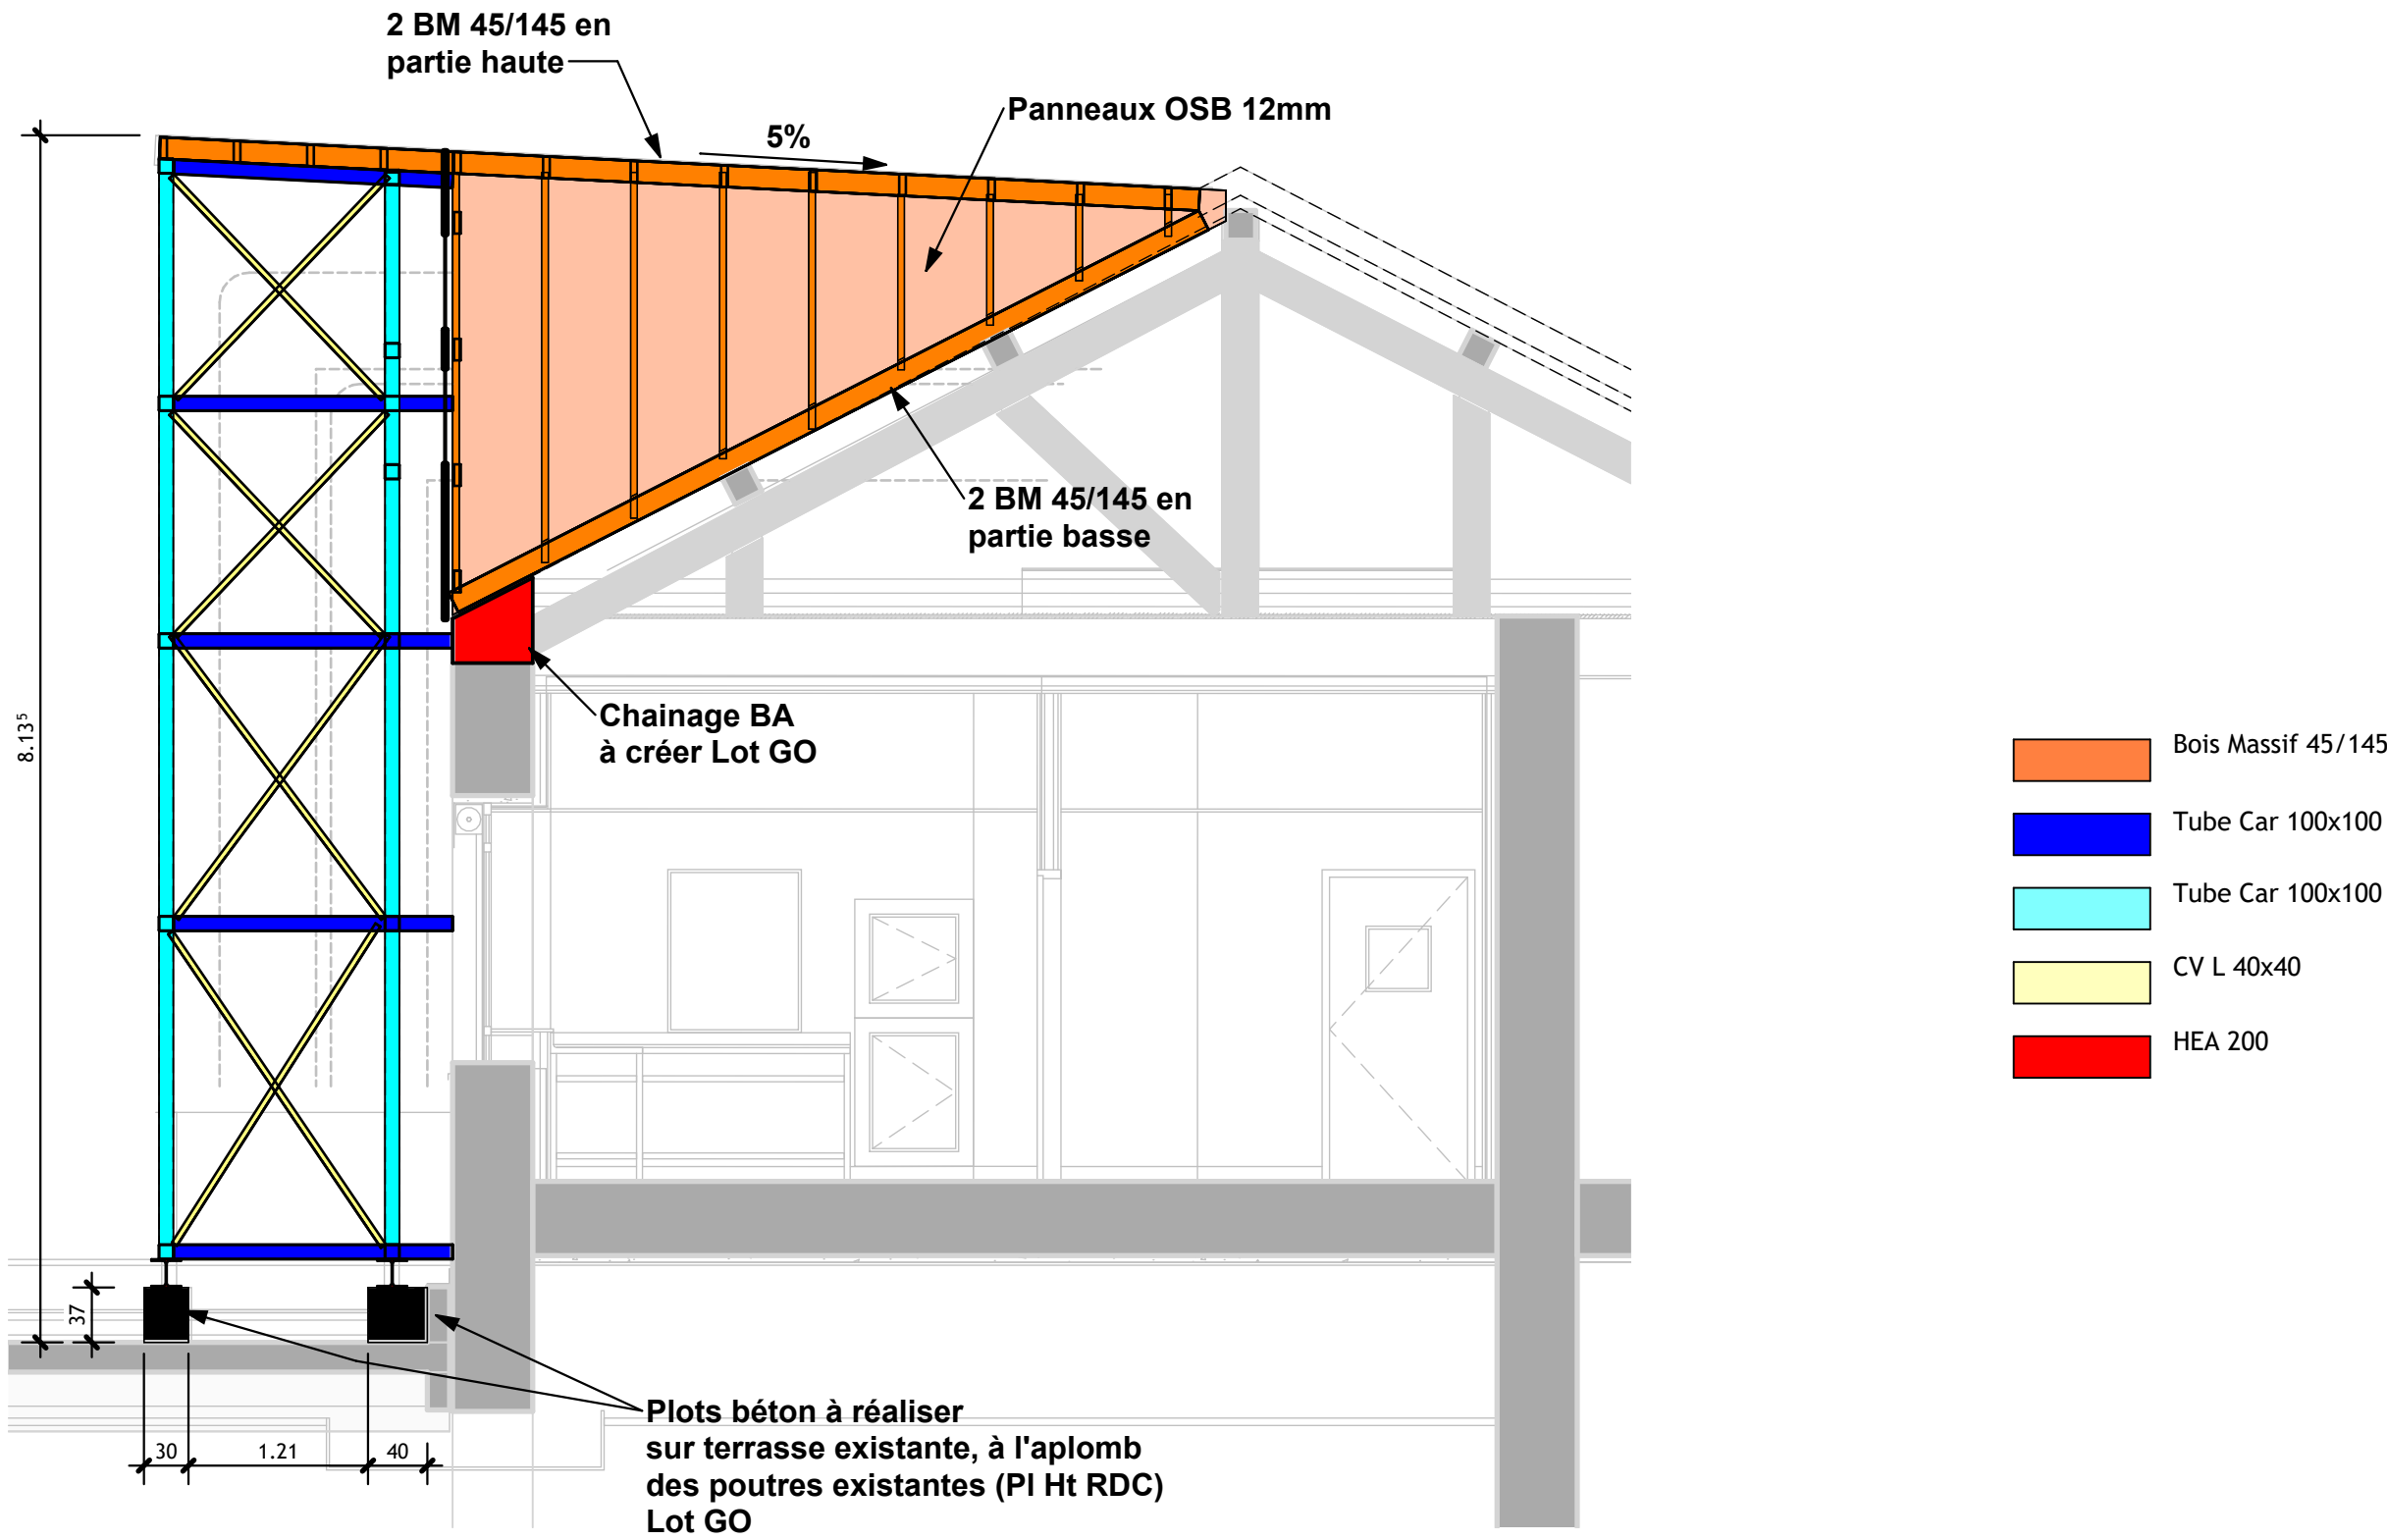 2 BM 45/145 en
partie haute
Panneaux OSB 12mm
5%
2 BM 45/145 en
partie basse
Chainage BA
à créer Lot GO
8.13⁵
Bois Massif 45/145
Tube Car 100x100
Tube Car 100x100
CV L 40x40
HEA 200
37
30
1.21
40
Plots béton à réaliser
sur terrasse existante, à l'aplomb
des poutres existantes (Pl Ht RDC)
Lot GO